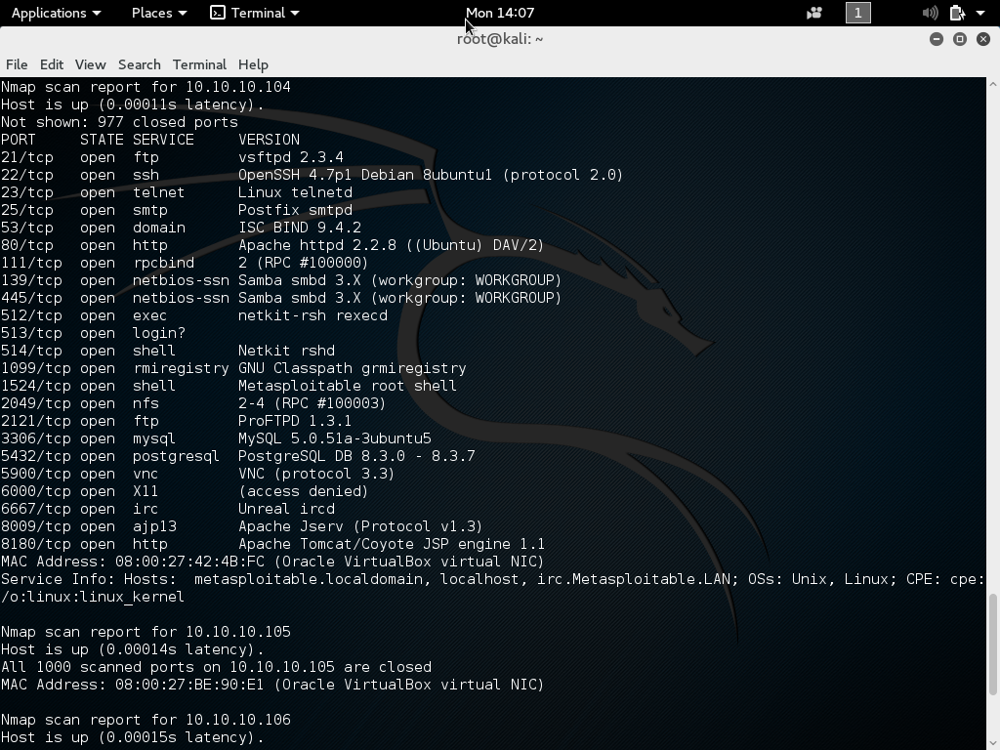 Applications Places Terminal Mon 14:07 1
root@kali: ~
File Edit View Search Terminal Help
Nmap scan report for 10.10.10.104
Host is up (0.00011s latency).
Not shown: 977 closed ports
PORT     STATE SERVICE     VERSION
21/tcp   open  ftp         vsftpd 2.3.4
22/tcp   open  ssh         OpenSSH 4.7p1 Debian 8ubuntu1 (protocol 2.0)
23/tcp   open  telnet      Linux telnetd
25/tcp   open  smtp        Postfix smtpd
53/tcp   open  domain      ISC BIND 9.4.2
80/tcp   open  http        Apache httpd 2.2.8 ((Ubuntu) DAV/2)
111/tcp  open  rpcbind     2 (RPC #100000)
139/tcp  open  netbios-ssn Samba smbd 3.X (workgroup: WORKGROUP)
445/tcp  open  netbios-ssn Samba smbd 3.X (workgroup: WORKGROUP)
512/tcp  open  exec        netkit-rsh rexecd
513/tcp  open  login?
514/tcp  open  shell       Netkit rshd
1099/tcp open  rmiregistry GNU Classpath grmiregistry
1524/tcp open  shell       Metasploitable root shell
2049/tcp open  nfs         2-4 (RPC #100003)
2121/tcp open  ftp         ProFTPD 1.3.1
3306/tcp open  mysql       MySQL 5.0.51a-3ubuntu5
5432/tcp open  postgresql  PostgreSQL DB 8.3.0 - 8.3.7
5900/tcp open  vnc         VNC (protocol 3.3)
6000/tcp open  X11         (access denied)
6667/tcp open  irc         Unreal ircd
8009/tcp open  ajp13       Apache Jserv (Protocol v1.3)
8180/tcp open  http        Apache Tomcat/Coyote JSP engine 1.1
MAC Address: 08:00:27:42:4B:FC (Oracle VirtualBox virtual NIC)
Service Info: Hosts:  metasploitable.localdomain, localhost, irc.Metasploitable.LAN; OSs: Unix, Linux; CPE: cpe:
/o:linux:linux_kernel
Nmap scan report for 10.10.10.105
Host is up (0.00014s latency).
All 1000 scanned ports on 10.10.10.105 are closed
MAC Address: 08:00:27:BE:90:E1 (Oracle VirtualBox virtual NIC)
Nmap scan report for 10.10.10.106
Host is up (0.00015s latency).